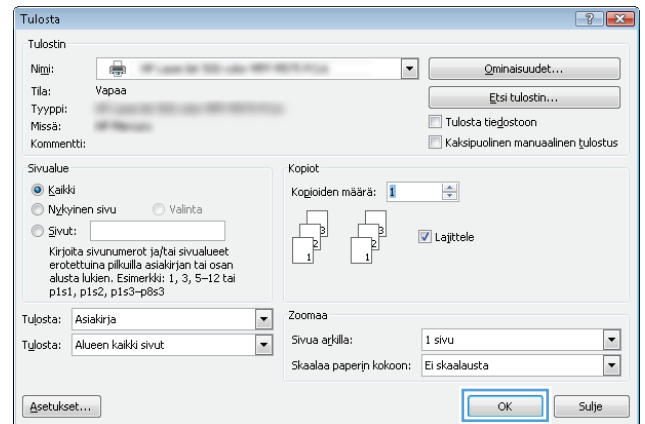 Tulosta
Tulostin
Nimi:
Ominaisuudet...
Tila: Vapaa
Etsi tulostin...
Tyyppi:
Missä:
Tulosta tiedostoon
Kommentti:
Kaksipuolinen manuaalinen tulostus
Sivualue
Kaikki
Nykyinen sivu Valinta
Sivut:
Kirjoita sivunumerot ja/tai sivualueet
erotettuina pilkuilla asiakirjan tai osan
alusta lukien. Esimerkki: 1, 3, 5–12 tai
p1s1, p1s2, p1s3–p8s3
Kopiot
Kopioiden määrä: 1
3 3
2 2
1 1
Lajittele
Tulosta: Asiakirja
Tulosta: Alueen kaikki sivut
Zoomaa
Sivua arkilla: 1 sivu
Skaalaa paperin kokoon: Ei skaalausta
Asetukset...
OK
Sulje